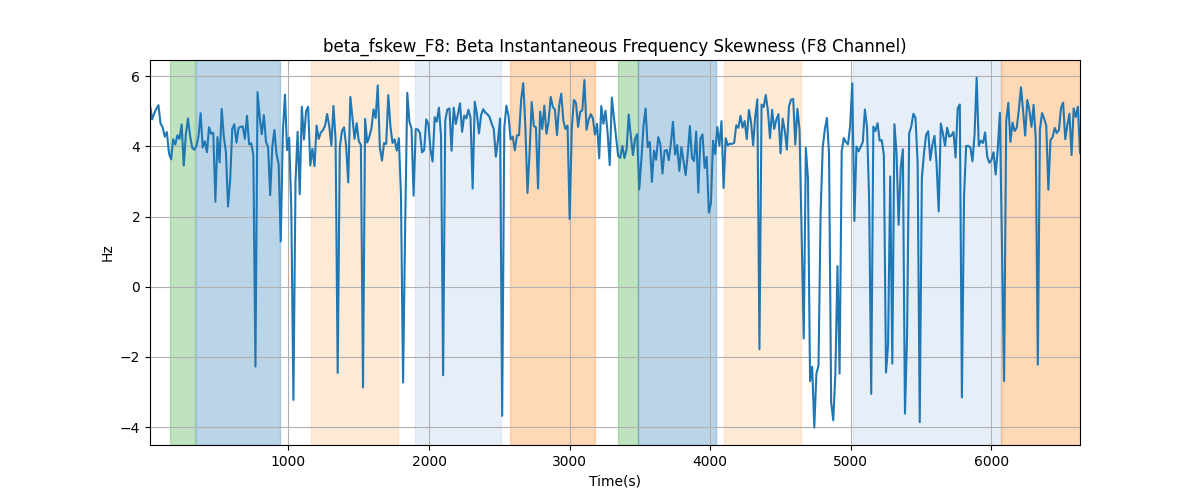 beta_fskew_F8: Beta Instantaneous Frequency Skewness (F8 Channel)
6
4
2
0
−2
−4
Hz
1000 2000 3000 4000 5000 6000
Time(s)